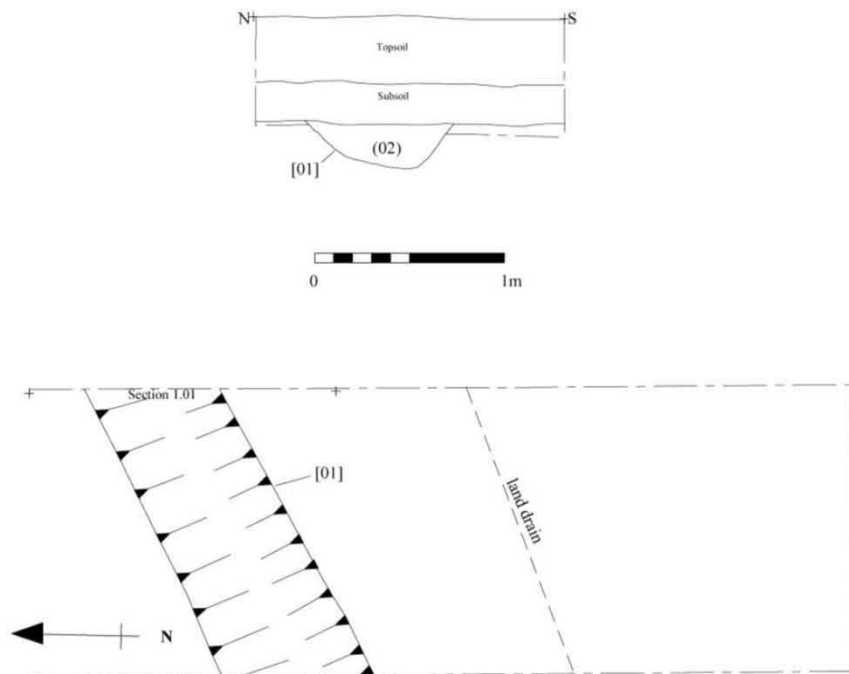 N
S
Topsoil
Subsoil
(02)
[01]
0
1m
Section 1.01
[01]
land drain
N